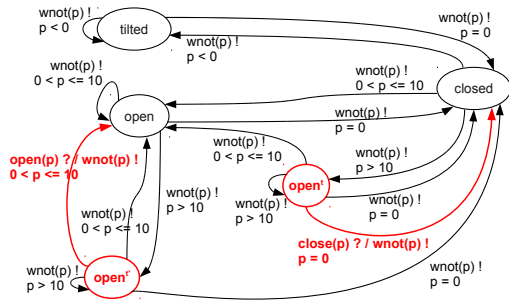 wnot(p) !
p < 0
tilted
wnot(p) !
p = 0
wnot(p) !
p < 0
wnot(p) !
0 < p <= 10
wnot(p) !
0 < p <= 10
closed
open
wnot(p) !
p = 0
wnot(p) !
0 < p <= 10
open(p) ? / wnot(p) !
0 < p <= 10
wnot(p) !
p > 10
wnot(p) !
p > 10
openᵗ
wnot(p) !
p > 10
wnot(p) !
p = 0
wnot(p) !
0 < p <= 10
close(p) ? / wnot(p) !
p = 0
wnot(p) !
p > 10
openᵗ'
wnot(p) !
p = 0